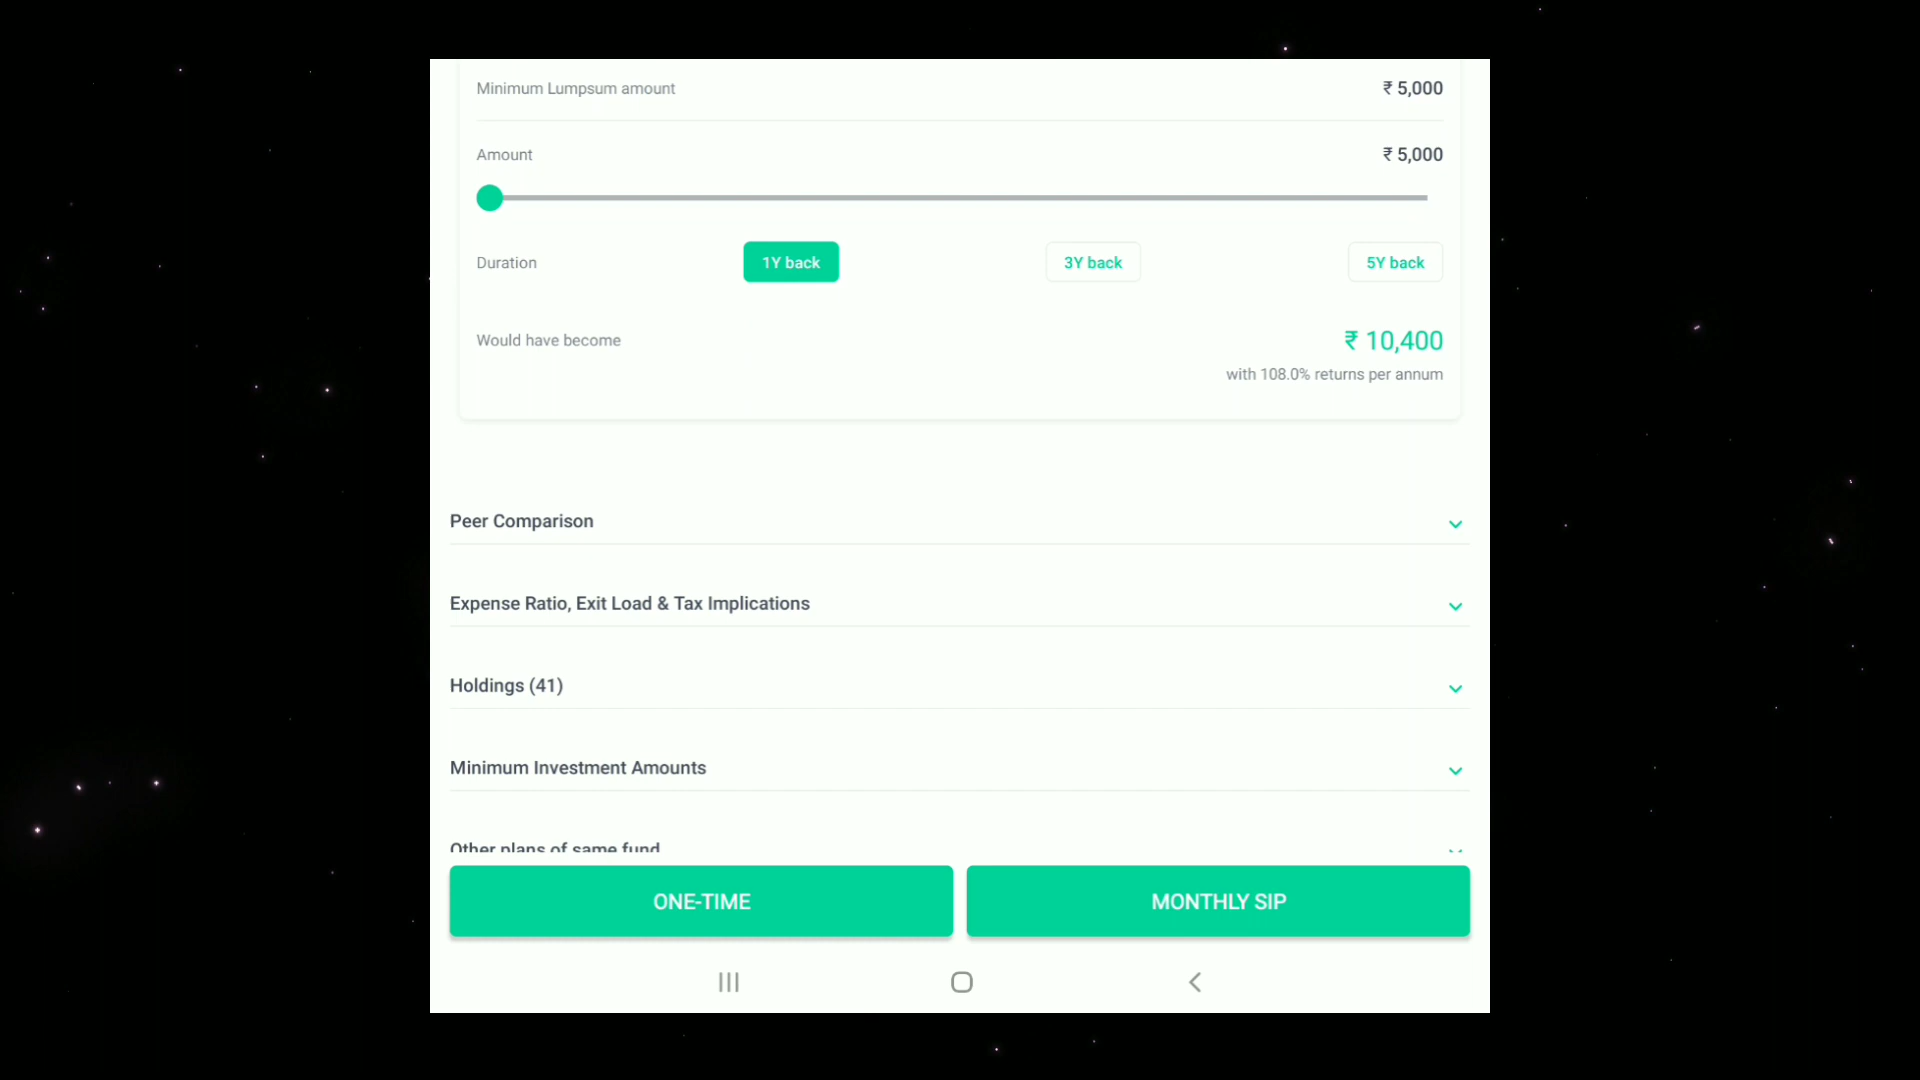 Minimum Lumpsum amount ₹ 5,000
Amount ₹ 5,000
Duration 1Y back 3Y back 5Y back
Would have become ₹ 10,400
with 108.0% returns per annum
Peer Comparison
Expense Ratio, Exit Load & Tax Implications
Holdings (41)
Minimum Investment Amounts
Other plans of same fund
ONE-TIME MONTHLY SIP